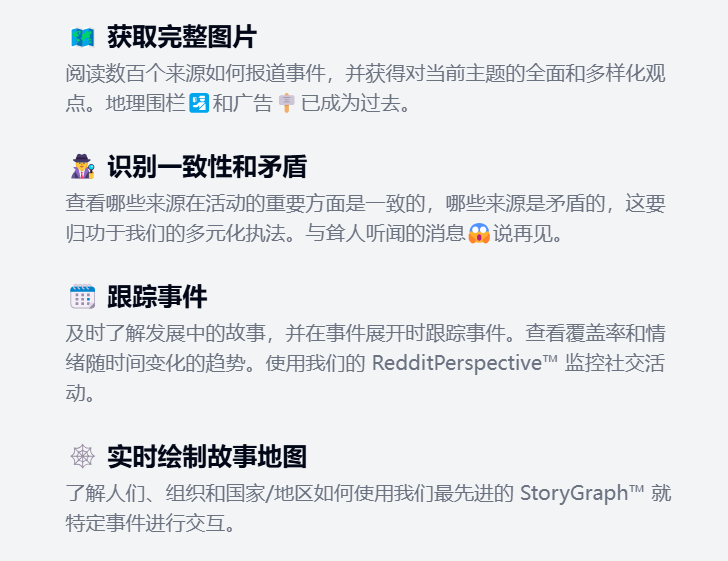 🗺️ 获取完整图片
阅读数百个来源如何报道事件，并获得对当前主题的全面和多样化观
点。地理围栏🛂和广告🪧已成为过去。
🕵️ 识别一致性和矛盾
查看哪些来源在活动的重要方面是一致的，哪些来源是矛盾的，这要
归功于我们的多元化执法。与耸人听闻的消息😱说再见。
🗓️ 跟踪事件
及时了解发展中的故事，并在事件展开时跟踪事件。查看覆盖率和情
绪随时间变化的趋势。使用我们的 RedditPerspective™ 监控社交活
动。
🕸️ 实时绘制故事地图
了解人们、组织和国家/地区如何使用我们最先进的 StoryGraph™ 就
特定事件进行交互。